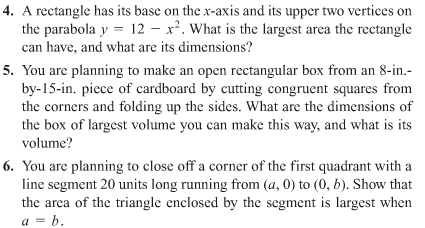 4. A rectangle has its base on the x-axis and its upper two vertices on
the parabola y = 12 − x². What is the largest area the rectangle
can have, and what are its dimensions?
5. You are planning to make an open rectangular box from an 8-in.-
by-15-in. piece of cardboard by cutting congruent squares from
the corners and folding up the sides. What are the dimensions of
the box of largest volume you can make this way, and what is its
volume?
6. You are planning to close off a corner of the first quadrant with a
line segment 20 units long running from (a, 0) to (0, b). Show that
the area of the triangle enclosed by the segment is largest when
a = b.